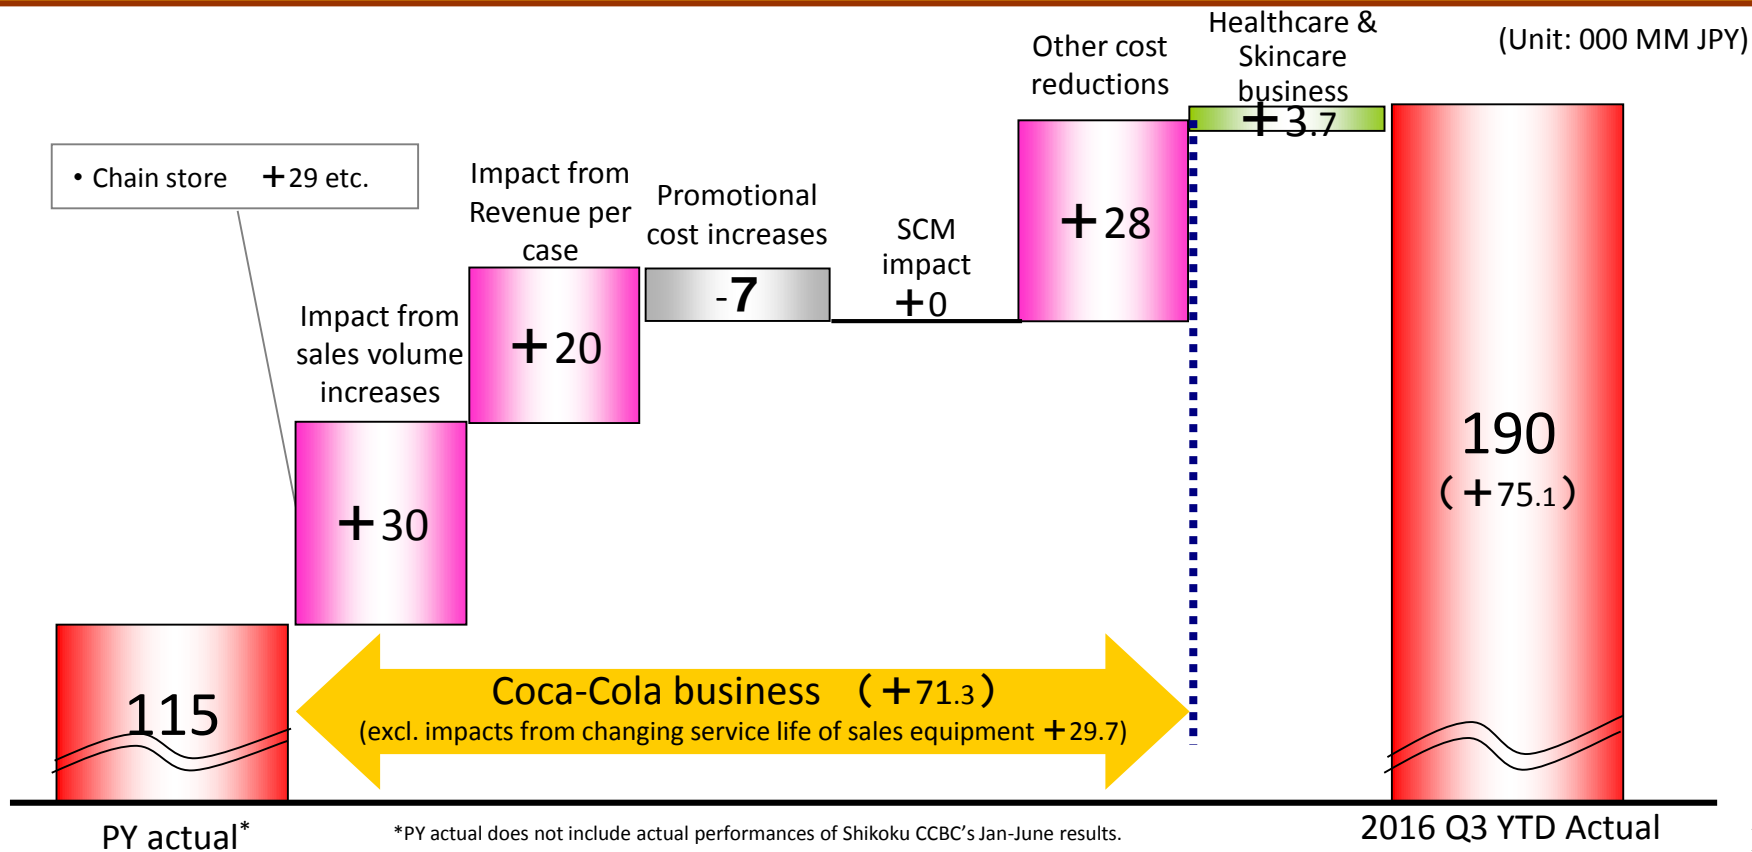 (Unit: 000 MM JPY)
Healthcare &
Skincare
business
+3.7
Other cost
reductions
+28
• Chain store +29 etc.
Impact from
Revenue per
case
+20
Promotional
cost increases
-7
SCM
impact
+0
Impact from
sales volume
increases
+30
190
(+75.1)
115
Coca-Cola business (+71.3)
(excl. impacts from changing service life of sales equipment +29.7)
PY actual*
*PY actual does not include actual performances of Shikoku CCBC's Jan-June results.
2016 Q3 YTD Actual